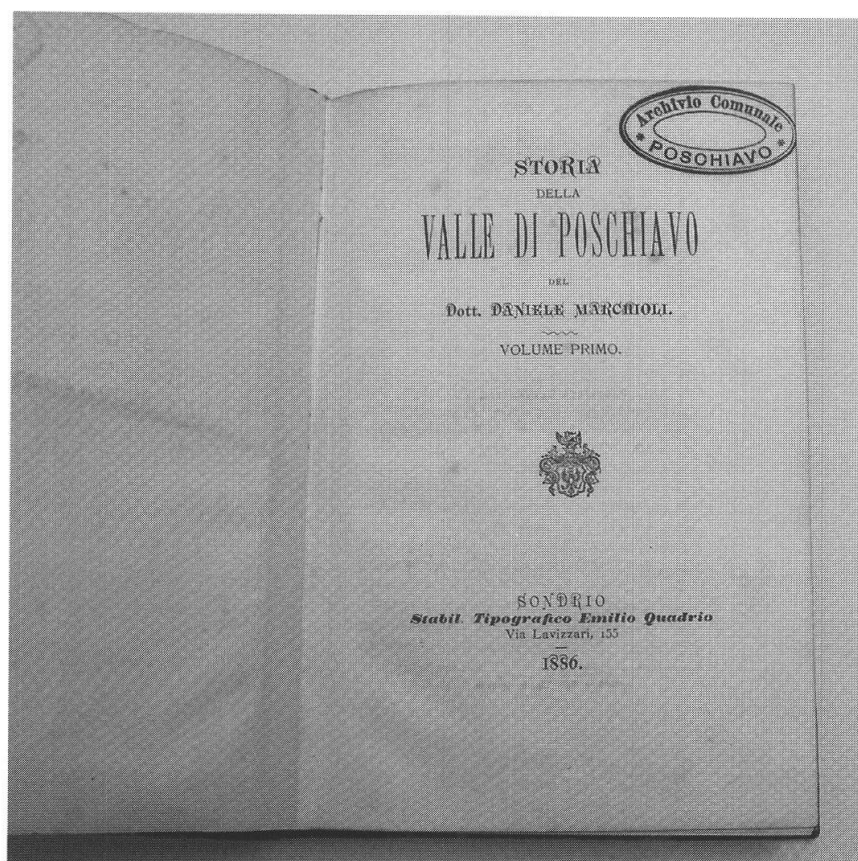 Archivio Comunale
* POSCHIAVO *
STORIA
DELLA
VALLE DI POSCHIAVO
DEL
Dott. DANIELE MARCHIOLI.
VOLUME PRIMO.
SONDRIO
Stabil. Tipografico Emilio Quadrio
Via Lavizzari, 155
1886.